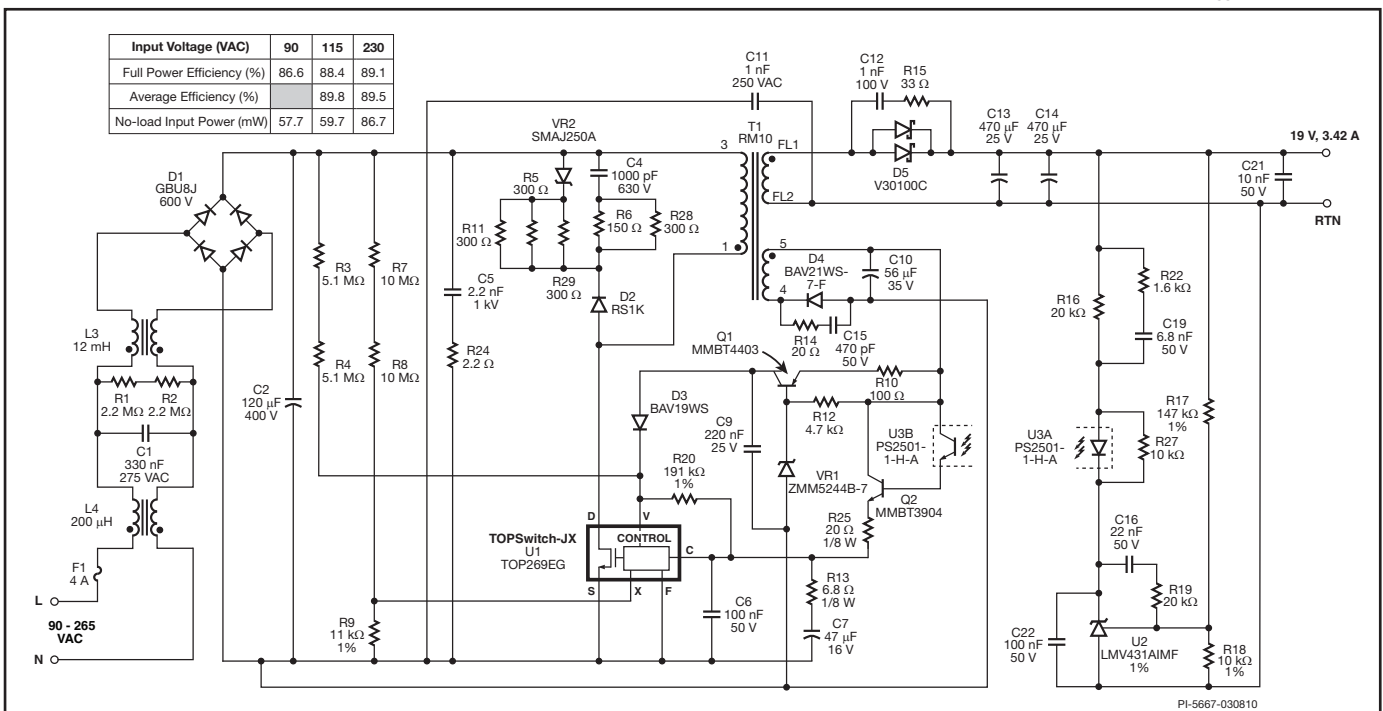 Input Voltage (VAC) 90 115 230
Full Power Efficiency (%) 86.6 88.4 89.1
Average Efficiency (%) 89.8 89.5
No-load Input Power (mW) 57.7 59.7 86.7
C11
1 nF
250 VAC
C12
1 nF
100 V
R15
33 Ω
VR2
SMAJ250A
T1
RM10
3
1
FL1
FL2
D5
V30100C
C13
470 µF
25 V
C14
470 µF
25 V
19 V, 3.42 A
C21
10 nF
50 V
RTN
D1
GBU8J
600 V
C4
1000 pF
630 V
R5
300 Ω
R11
300 Ω
R6
150 Ω
R28
300 Ω
R29
300 Ω
D2
RS1K
5
4
D4
BAV21WS-
7-F
C10
56 µF
35 V
R14
20 Ω
C15
470 pF
50 V
R3
5.1 MΩ
R7
10 MΩ
C5
2.2 nF
1 kV
R4
5.1 MΩ
R8
10 MΩ
R24
2.2 Ω
L3
12 mH
R1
2.2 MΩ
R2
2.2 MΩ
C1
330 nF
275 VAC
L4
200 µH
F1
4 A
L
90 - 265
VAC
N
C2
120 µF
400 V
Q1
MMBT4403
R10
100 Ω
D3
BAV19WS
R12
4.7 kΩ
C9
220 nF
25 V
U3B
PS2501-
1-H-A
VR1
ZMM5244B-7
Q2
MMBT3904
R20
191 kΩ
1%
R25
20 Ω
1/8 W
TOPSwitch-JX
U1
TOP269EG
D
V
CONTROL
C
S
X
F
R9
11 kΩ
1%
C6
100 nF
50 V
R13
6.8 Ω
1/8 W
C7
47 µF
16 V
R16
20 kΩ
R22
1.6 kΩ
C19
6.8 nF
50 V
R17
147 kΩ
1%
U3A
PS2501-
1-H-A
R27
10 kΩ
C16
22 nF
50 V
R19
20 kΩ
C22
100 nF
50 V
U2
LMV431AIMF
1%
R18
10 kΩ
1%
PI-5667-030810